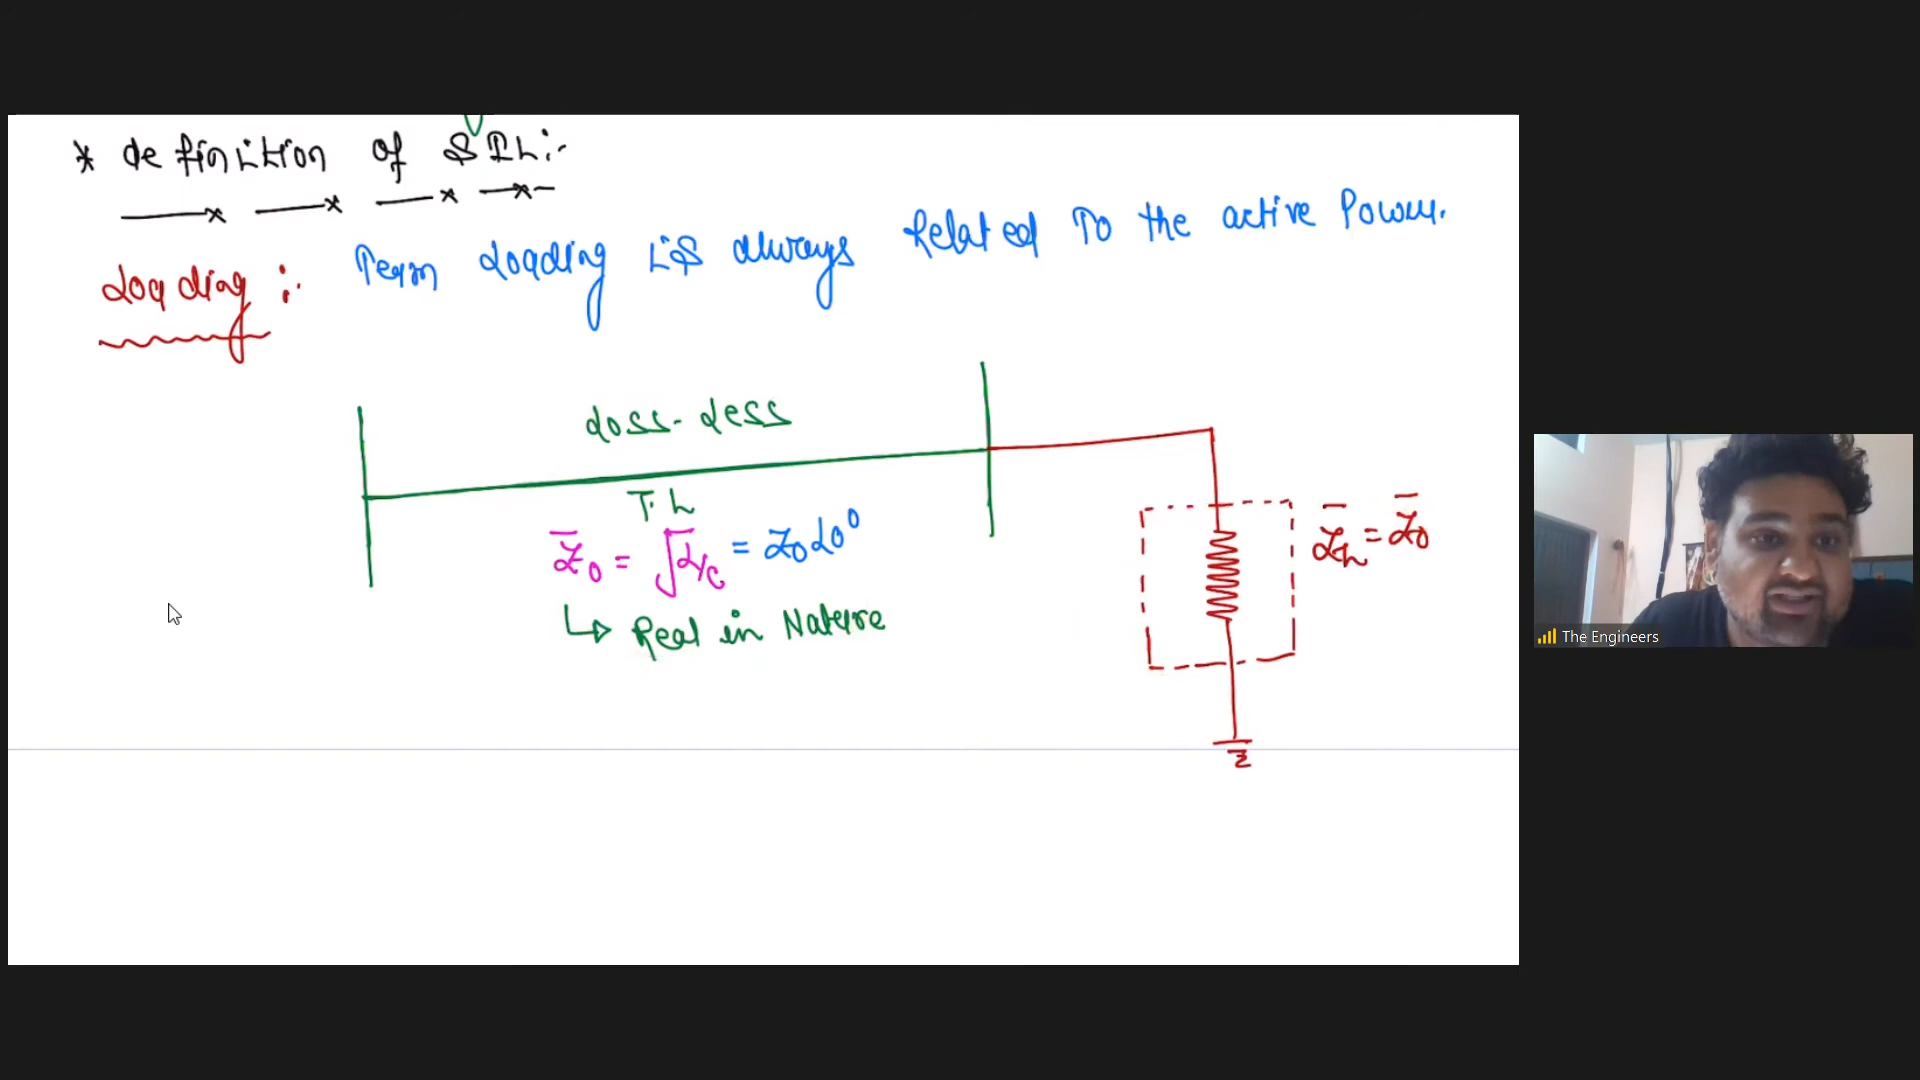 * definition of SIL:-
Loading :- Term Loading is always Related To the active Power.
Loss-Less
T.L
Z̄₀ = √L/C = Z₀∠0°
Z̄L = Z̄₀
↳ Real in Nature
The Engineers